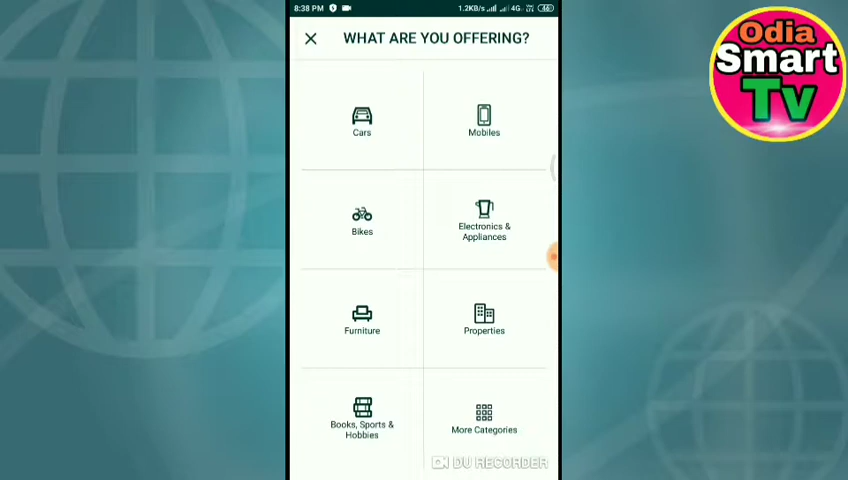 8:38 PM
1.2KB/s
4G
46
WHAT ARE YOU OFFERING?
Cars
Mobiles
Bikes
Electronics &
Appliances
Furniture
Properties
Books, Sports &
Hobbies
More Categories
DU RECORDER
Odia
Smart
Tv